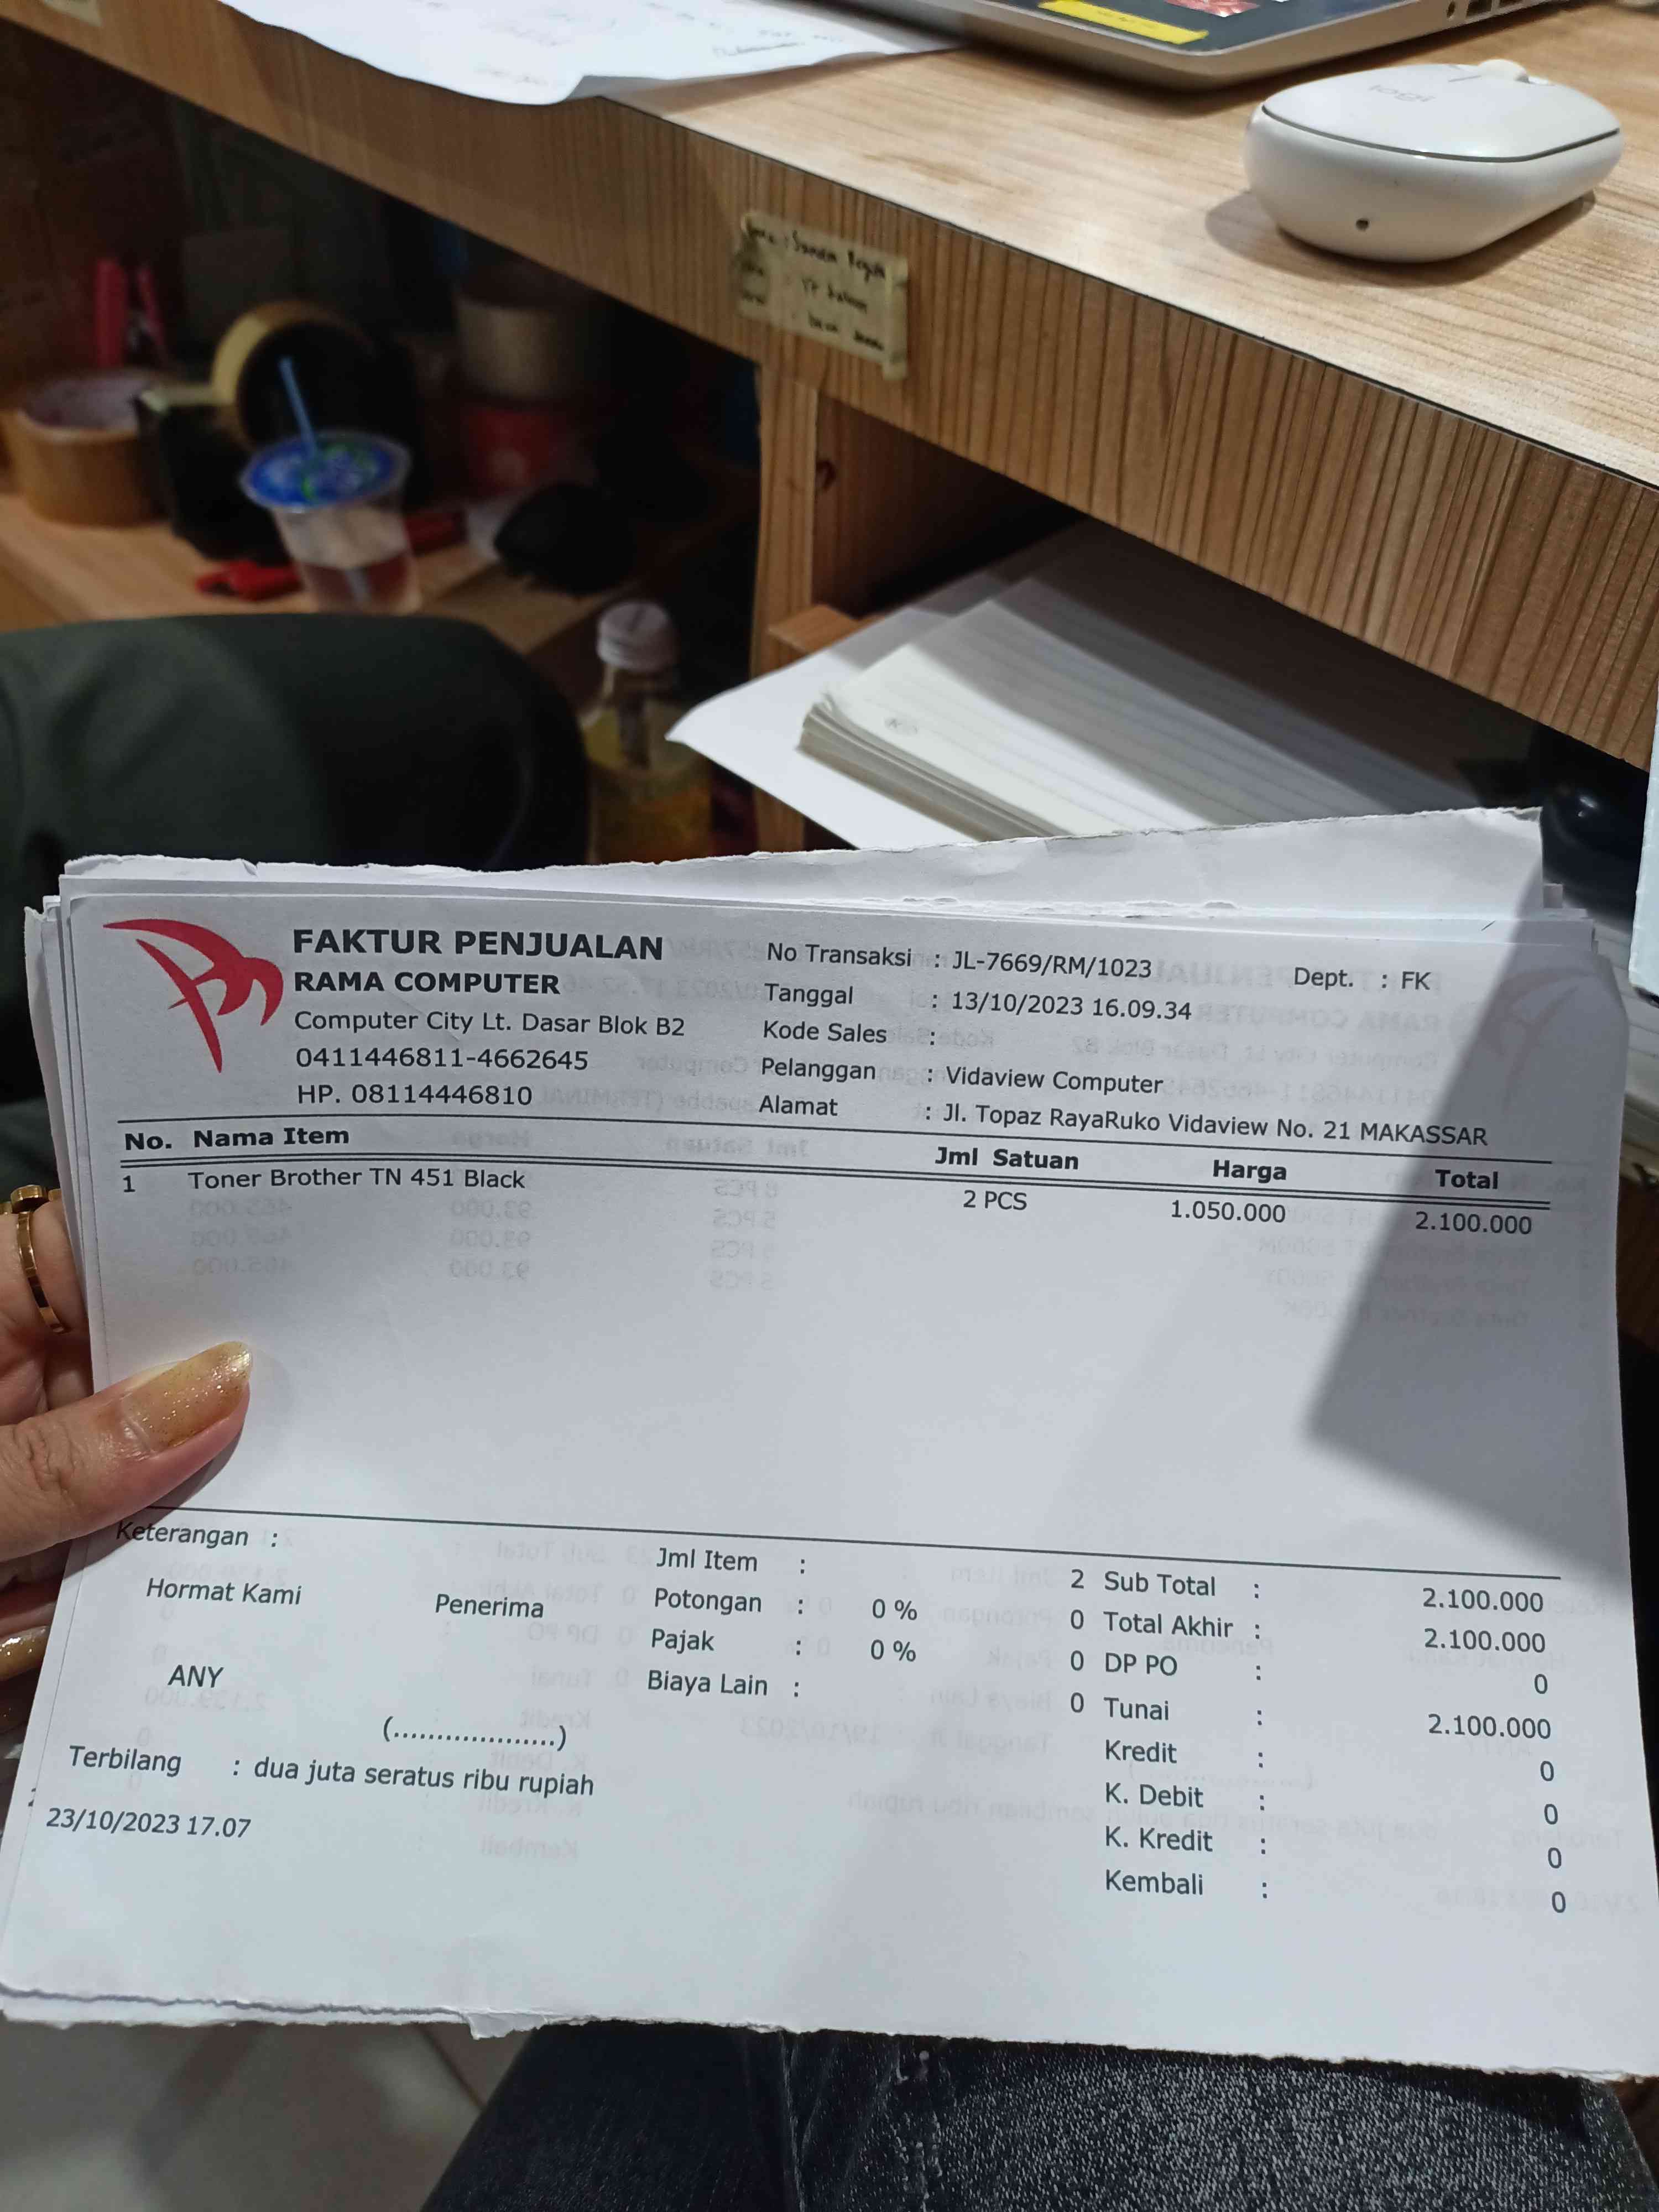 logi
FAKTUR PENJUALAN
RAMA COMPUTER
Computer City Lt. Dasar Blok B2
0411446811-4662645
HP. 08114446810
No Transaksi : JL-7669/RM/1023
Dept. : FK
Tanggal : 13/10/2023 16.09.34
Kode Sales :
Pelanggan : Vidaview Computer
Alamat : Jl. Topaz RayaRuko Vidaview No. 21 MAKASSAR
No. Nama Item Jml Satuan Harga Total
1 Toner Brother TN 451 Black 2 PCS 1.050.000 2.100.000
Keterangan :
Hormat Kami
Penerima
ANY
(...................)
Jml Item : 2
Potongan : 0 % 0
Pajak : 0 % 0
Biaya Lain : 0
Sub Total : 2.100.000
Total Akhir : 2.100.000
DP PO : 0
Tunai : 2.100.000
Kredit : 0
K. Debit : 0
K. Kredit : 0
Kembali : 0
Terbilang : dua juta seratus ribu rupiah
23/10/2023 17.07